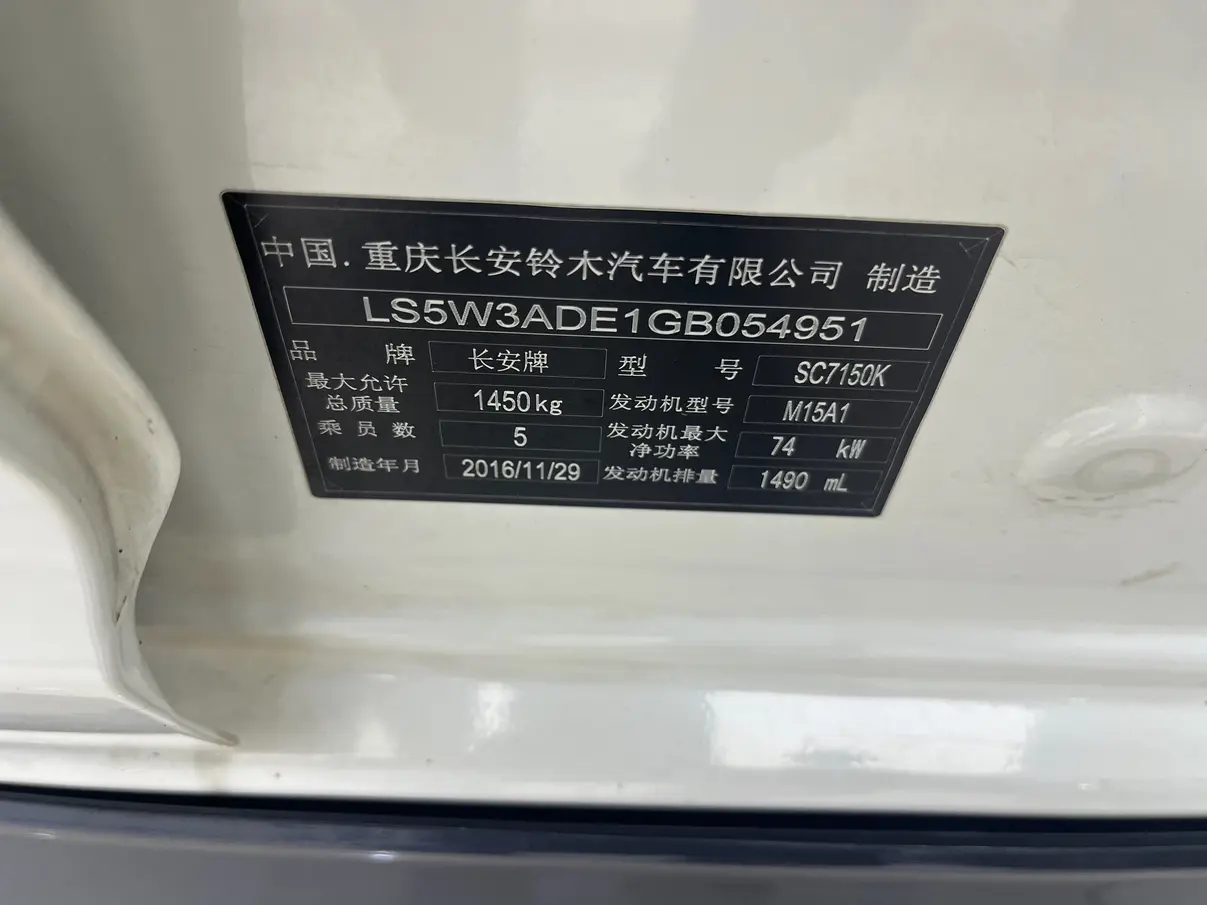 中国.重庆长安铃木汽车有限公司 制造
LS5W3ADE1GB054951
品牌 长安牌 型号 SC7150K
最大允许总质量 1450kg 发动机型号 M15A1
乘员数 5 发动机最大净功率 74 kW
制造年月 2016/11/29 发动机排量 1490 mL